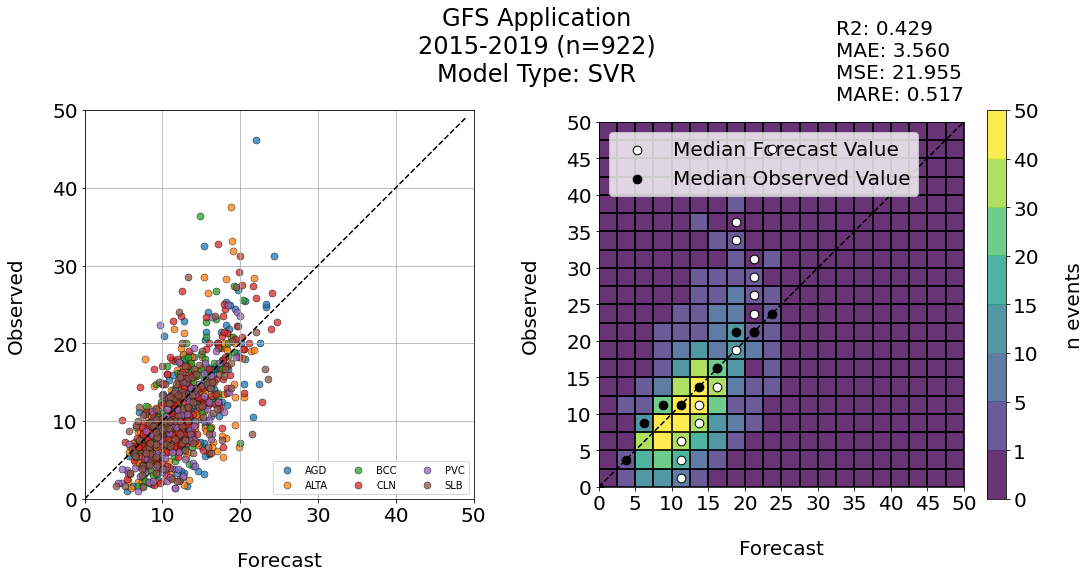 GFS Application
2015-2019 (n=922)
Model Type: SVR
R2: 0.429
MAE: 3.560
MSE: 21.955
MARE: 0.517
50
40
30
20
10
0
0
10
20
30
40
50
Observed
Forecast
AGD
BCC
PVC
ALTA
CLN
SLB
50
45
40
35
30
25
20
15
10
5
0
0
5
10
15
20
25
30
35
40
45
50
Observed
Forecast
Median Forecast Value
Median Observed Value
50
40
30
20
15
10
5
1
0
n events